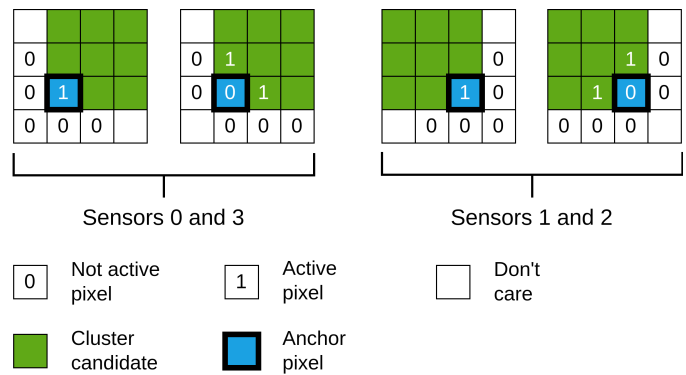 1
0 1 0
0 1 0 0 1 1 0 1 0 0
0 0 0 0 0 0 0 0 0 0 0 0
Sensors 0 and 3 Sensors 1 and 2
0 Not active pixel
1 Active pixel
Don't care
Cluster candidate
Anchor pixel